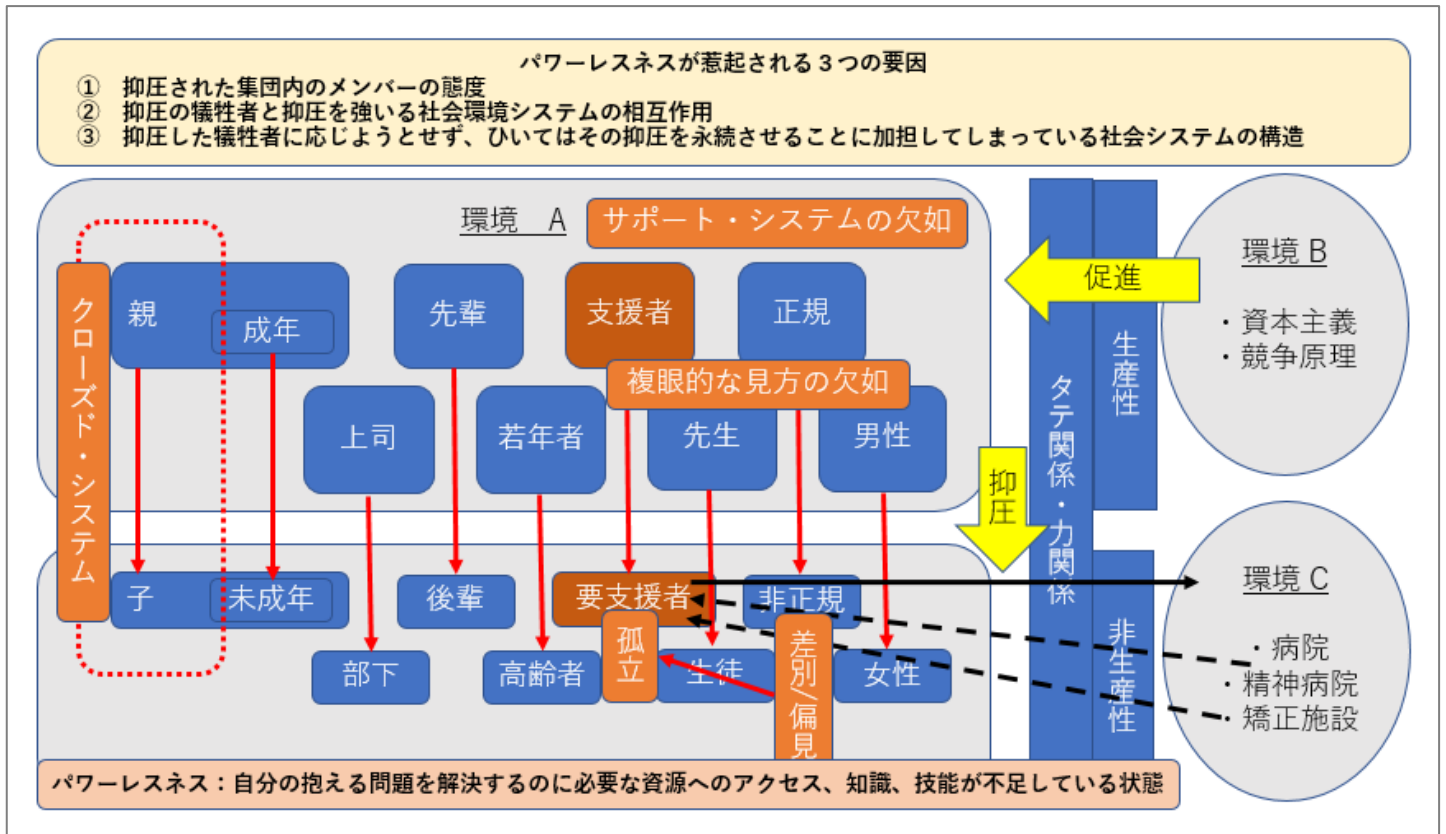 パワーレスネスが惹起される３つの要因
① 抑圧された集団内のメンバーの態度
② 抑圧の犠牲者と抑圧を強いる社会環境システムの相互作用
③ 抑圧した犠牲者に応じようとせず、ひいてはその抑圧を永続させることに加担してしまっている社会システムの構造
環境　A
サポート・システムの欠如
クローズド・システム
親
成年
先輩
支援者
正規
複眼的な見方の欠如
上司
若年者
先生
男性
促進
抑圧
タテ関係・力関係
生産性
非生産性
環境 B
・資本主義
・競争原理
子
未成年
後輩
要支援者
非正規
孤立
差別/偏見
部下
高齢者
生徒
女性
環境 C
・病院
・精神病院
・矯正施設
パワーレスネス：自分の抱える問題を解決するのに必要な資源へのアクセス、知識、技能が不足している状態